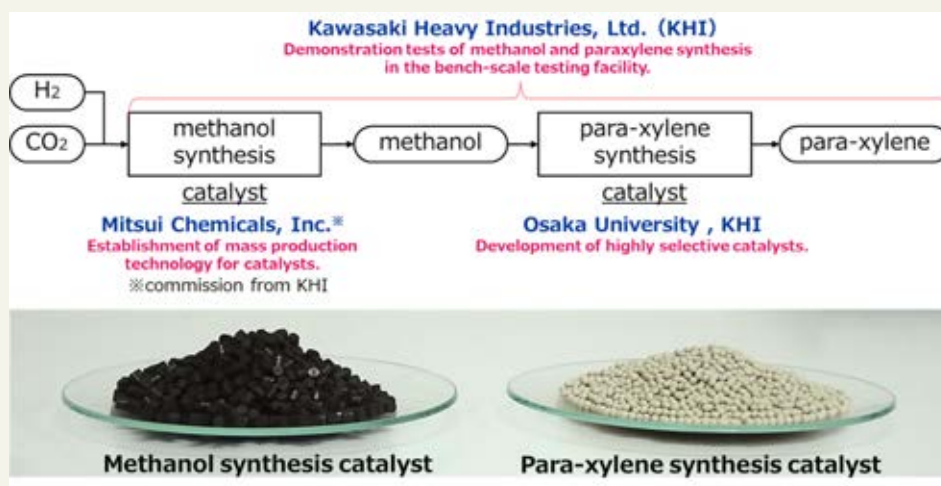 Kawasaki Heavy Industries, Ltd. (KHI)
Demonstration tests of methanol and paraxylene synthesis
in the bench-scale testing facility.
H2
CO2
methanol
synthesis
methanol
para-xylene
synthesis
para-xylene
catalyst
Mitsui Chemicals, Inc.※
Establishment of mass production
technology for catalysts.
※commission from KHI
catalyst
Osaka University , KHI
Development of highly selective catalysts.
Methanol synthesis catalyst
Para-xylene synthesis catalyst